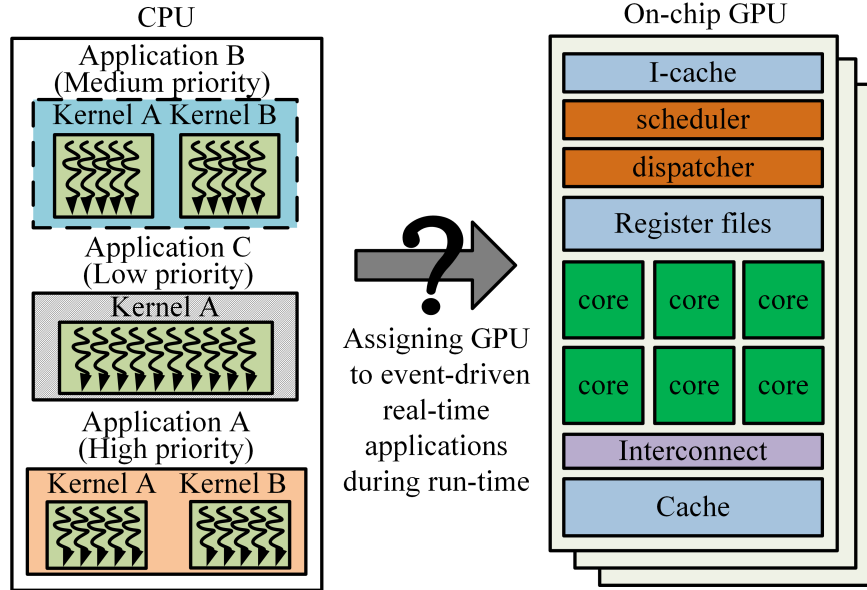 CPU
Application B
(Medium priority)
Kernel A Kernel B
Application C
(Low priority)
Kernel A
Application A
(High priority)
Kernel A Kernel B
?
Assigning GPU
to event-driven
real-time
applications
during run-time
On-chip GPU
I-cache
scheduler
dispatcher
Register files
core core core
core core core
Interconnect
Cache